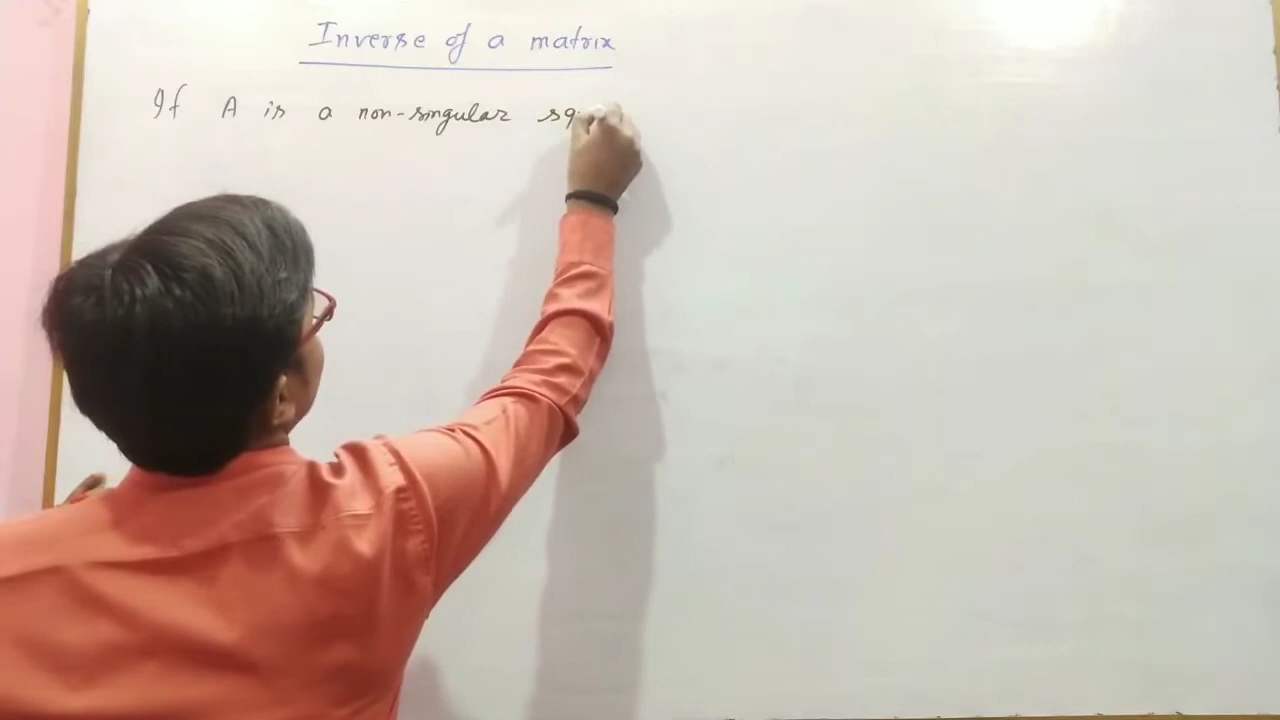 Inverse of a matrix
If A is a non-singular sq